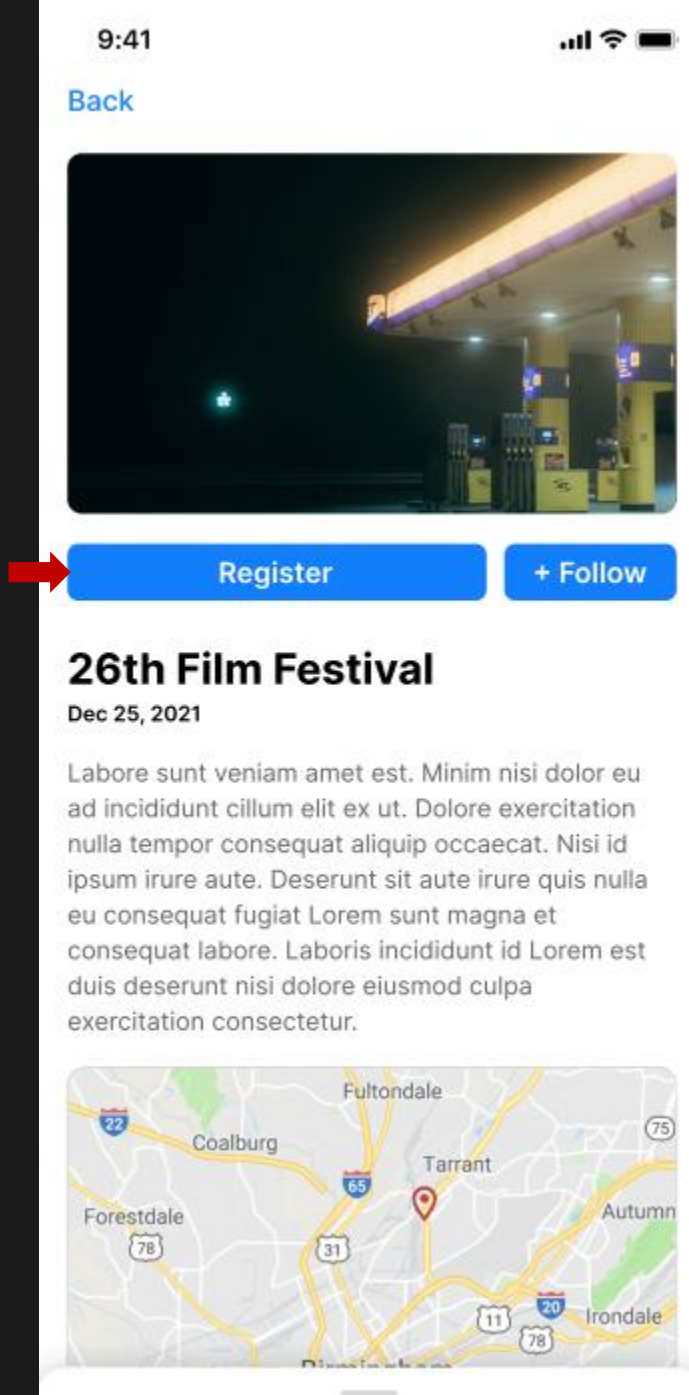 9:41
Back
Register
+ Follow
26th Film Festival
Dec 25, 2021
Labore sunt veniam amet est. Minim nisi dolor eu
ad incididunt cillum elit ex ut. Dolore exercitation
nulla tempor consequat aliquip occaecat. Nisi id
ipsum irure aute. Deserunt sit aute irure quis nulla
eu consequat fugiat Lorem sunt magna et
consequat labore. Laboris incididunt id Lorem est
duis deserunt nisi dolore eiusmod culpa
exercitation consectetur.
Fultondale
22
75
Coalburg
Tarrant
65
Forestdale
Autumn
78
31
20
11
Irondale
78
Birmingham